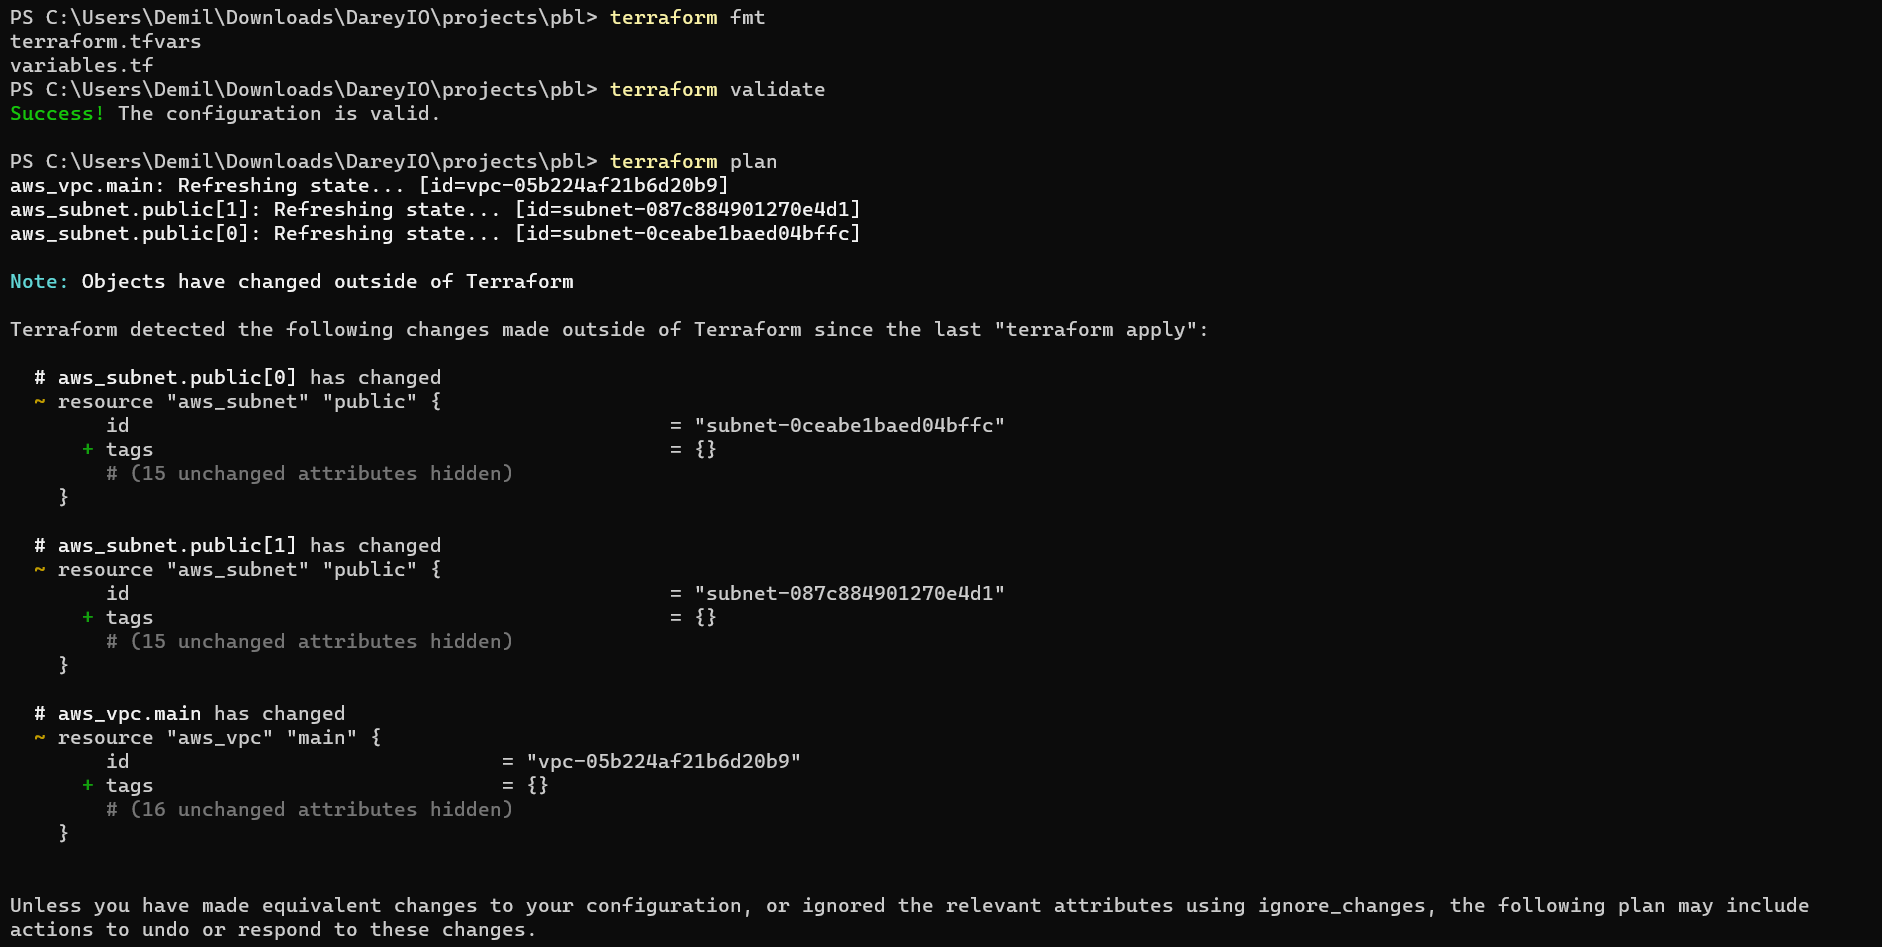 PS C:\Users\Demil\Downloads\DareyIO\projects\pbl> terraform fmt
terraform.tfvars
variables.tf
PS C:\Users\Demil\Downloads\DareyIO\projects\pbl> terraform validate
Success! The configuration is valid.
PS C:\Users\Demil\Downloads\DareyIO\projects\pbl> terraform plan
aws_vpc.main: Refreshing state... [id=vpc-05b224af21b6d20b9]
aws_subnet.public[1]: Refreshing state... [id=subnet-087c884901270e4d1]
aws_subnet.public[0]: Refreshing state... [id=subnet-0ceabe1baed04bffc]
Note: Objects have changed outside of Terraform
Terraform detected the following changes made outside of Terraform since the last "terraform apply":
# aws_subnet.public[0] has changed
~ resource "aws_subnet" "public" {
id = "subnet-0ceabe1baed04bffc"
+ tags = {}
# (15 unchanged attributes hidden)
}
# aws_subnet.public[1] has changed
~ resource "aws_subnet" "public" {
id = "subnet-087c884901270e4d1"
+ tags = {}
# (15 unchanged attributes hidden)
}
# aws_vpc.main has changed
~ resource "aws_vpc" "main" {
id = "vpc-05b224af21b6d20b9"
+ tags = {}
# (16 unchanged attributes hidden)
}
Unless you have made equivalent changes to your configuration, or ignored the relevant attributes using ignore_changes, the following plan may include
actions to undo or respond to these changes.